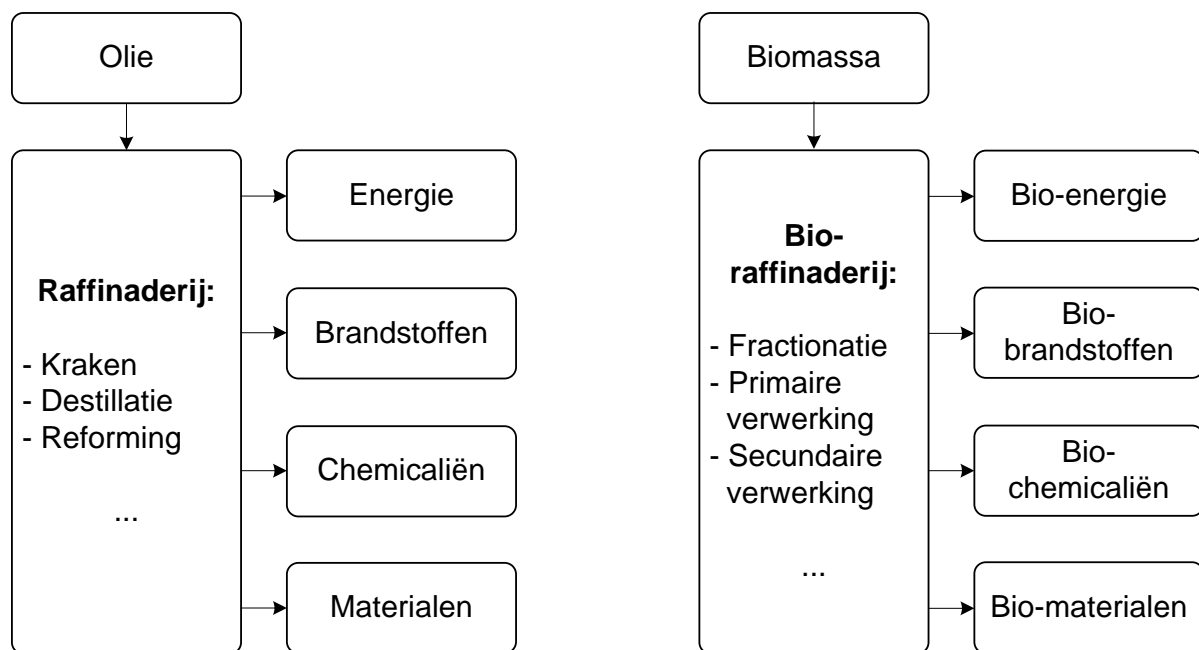 Olie
Raffinaderij:
- Kraken
- Destillatie
- Reforming
...
Energie
Brandstoffen
Chemicaliën
Materialen
Biomassa
Bio-
raffinaderij:
- Fractionatie
- Primaire
verwerking
- Secundaire
verwerking
...
Bio-energie
Bio-
brandstoffen
Bio-
chemicaliën
Bio-materialen